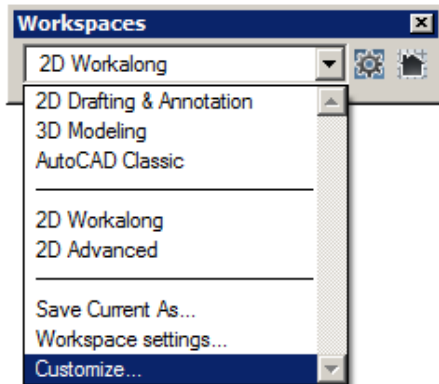 Workspaces
2D Workalong
2D Drafting & Annotation
3D Modeling
AutoCAD Classic
2D Workalong
2D Advanced
Save Current As...
Workspace settings...
Customize...